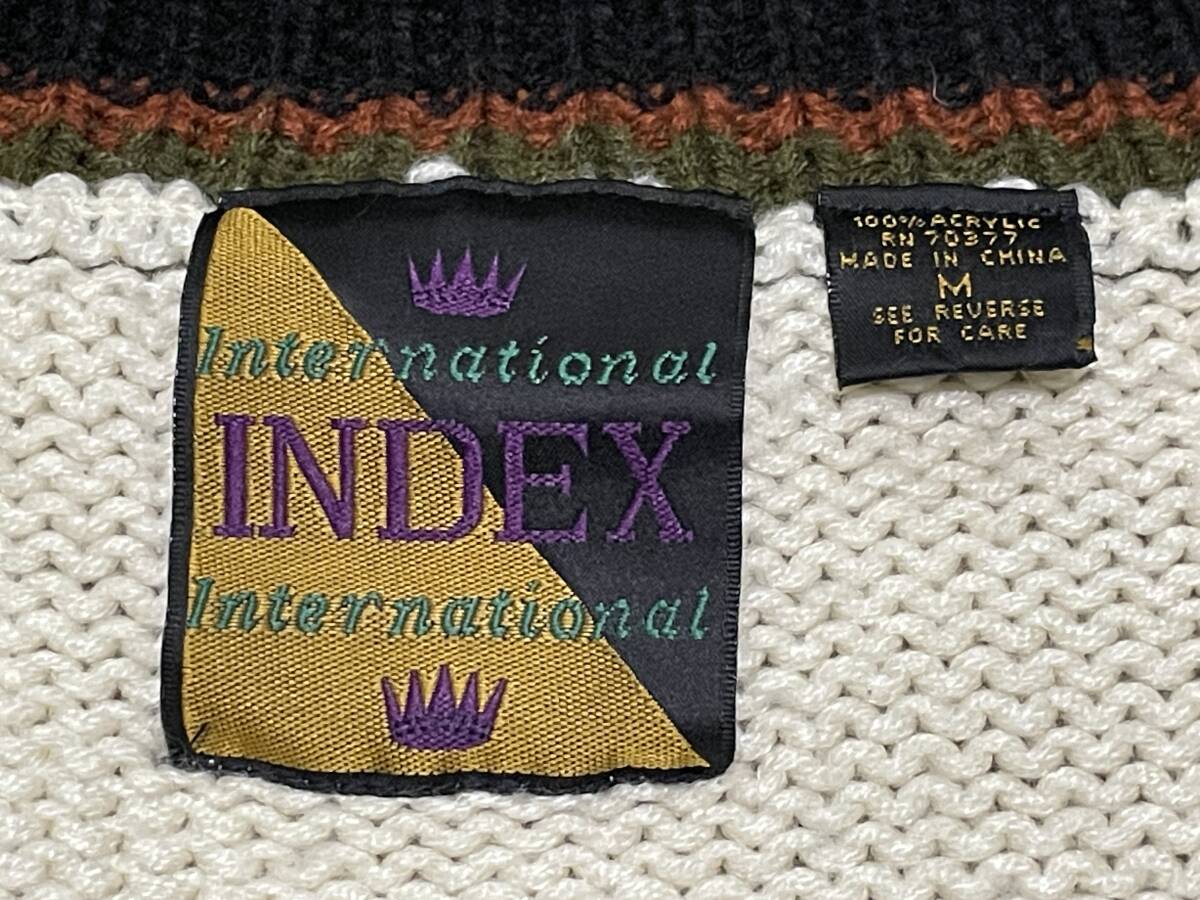 International
INDEX
International
100% ACRYLIC
RN 70377
MADE IN CHINA
M
SEE REVERSE
FOR CARE